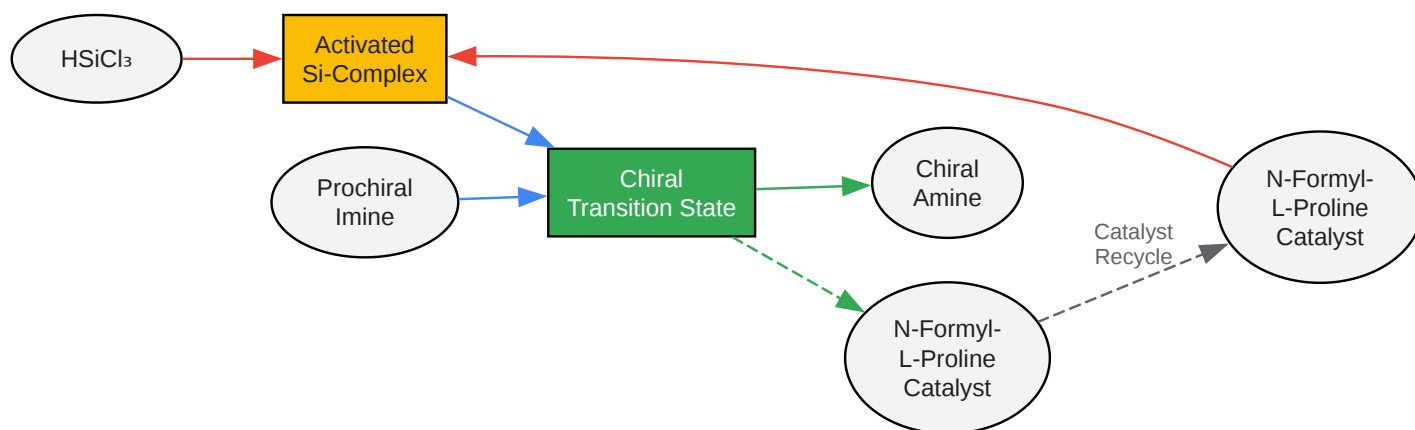 HSiCl₃
Activated
Si-Complex
Prochiral
Imine
Chiral
Transition State
Chiral
Amine
N-Formyl-
L-Proline
Catalyst
Catalyst
Recycle
N-Formyl-
L-Proline
Catalyst